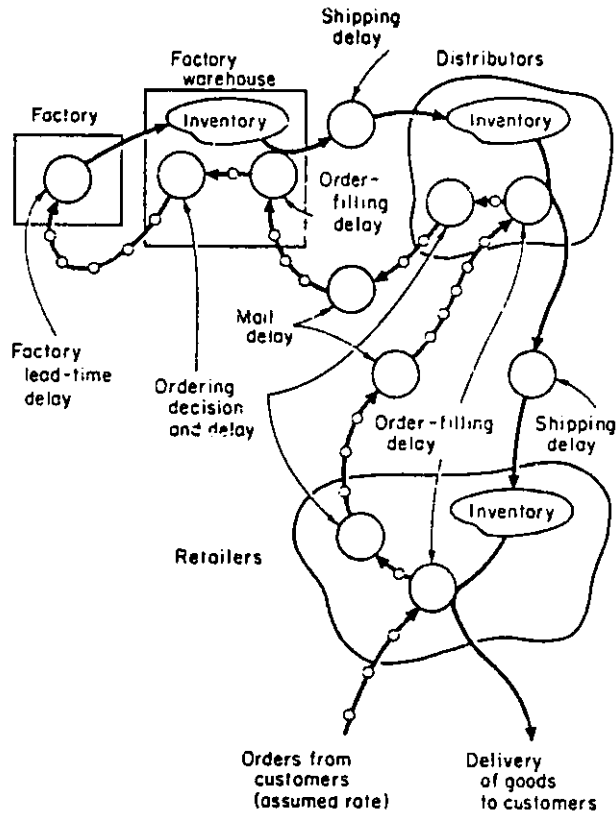 Shipping
delay
Factory
warehouse
Distributors
Factory
Inventory
Inventory
Order-
filling
delay
Mail
delay
Factory
lead-time
delay
Ordering
decision
and delay
Order-filling
delay
Shipping
delay
Inventory
Retailers
Orders from
customers
(assumed rate)
Delivery
of goods
to customers